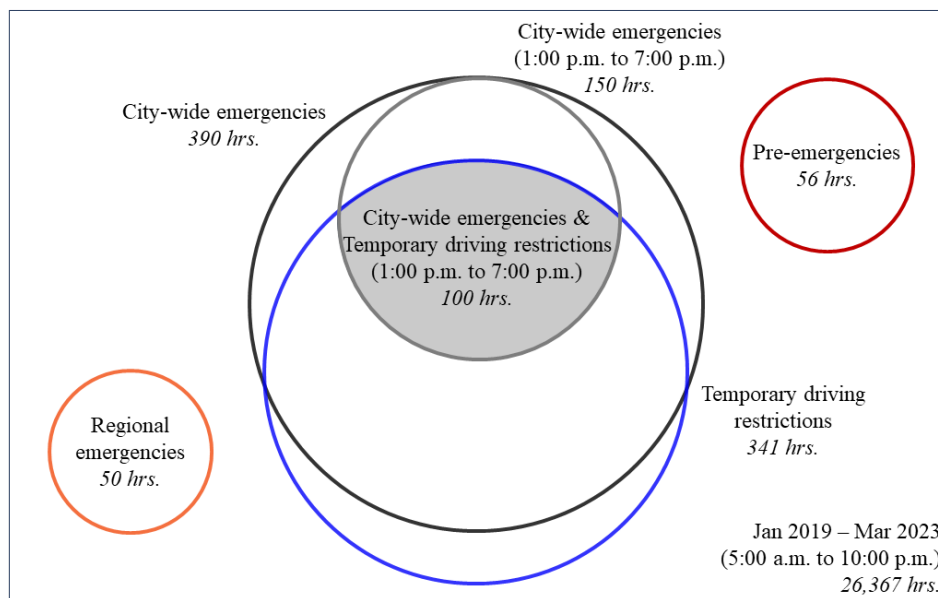 City-wide emergencies
(1:00 p.m. to 7:00 p.m.)
150 hrs.
City-wide emergencies
390 hrs.
Pre-emergencies
56 hrs.
City-wide emergencies &
Temporary driving restrictions
(1:00 p.m. to 7:00 p.m.)
100 hrs.
Regional
emergencies
50 hrs.
Temporary driving
restrictions
341 hrs.
Jan 2019 – Mar 2023
(5:00 a.m. to 10:00 p.m.)
26,367 hrs.